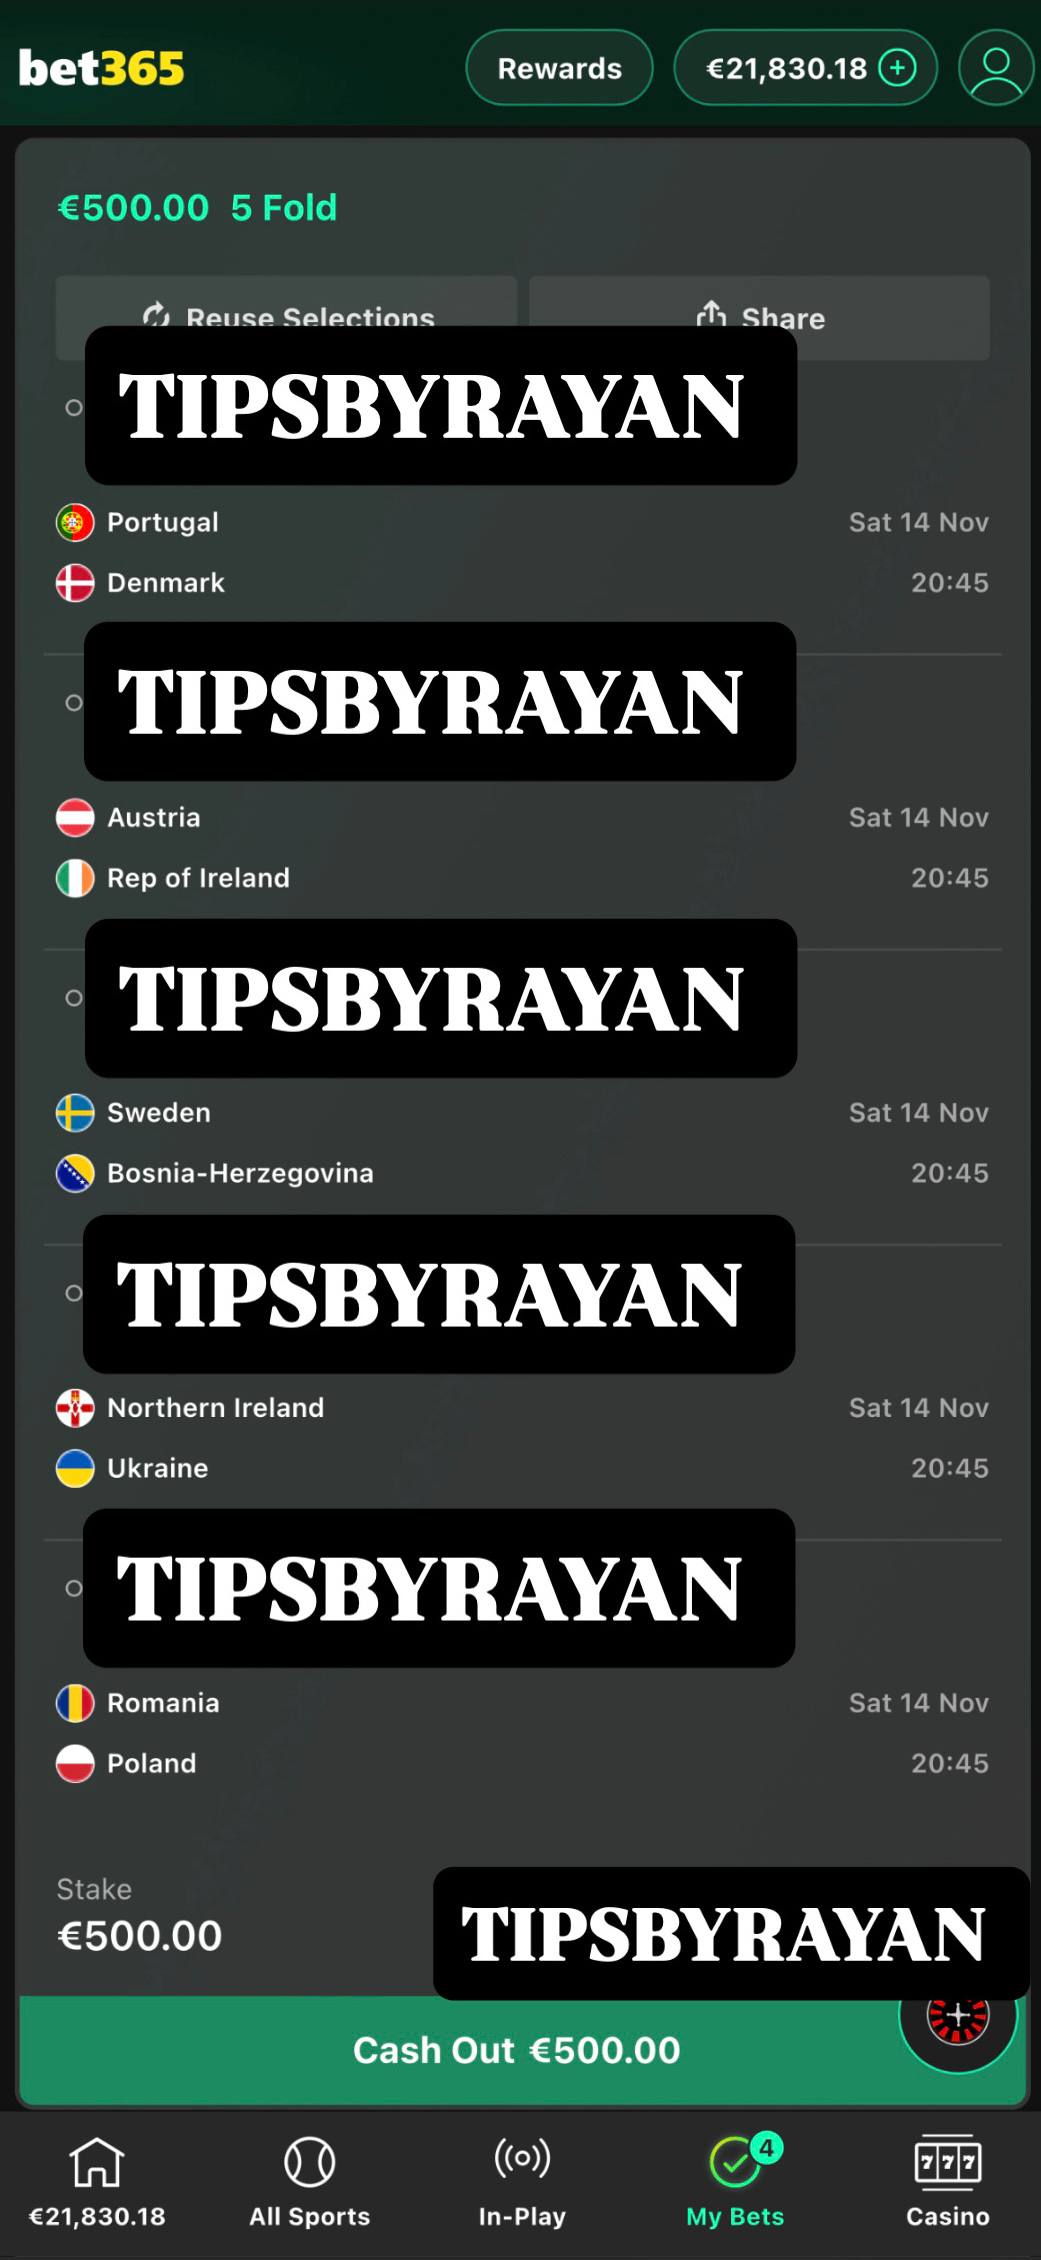 bet365
Rewards
€21,830.18
€500.00 5 Fold
Reuse Selections
Share
TIPSBYRAYAN
Portugal
Sat 14 Nov
Denmark
20:45
TIPSBYRAYAN
Austria
Sat 14 Nov
Rep of Ireland
20:45
TIPSBYRAYAN
Sweden
Sat 14 Nov
Bosnia-Herzegovina
20:45
TIPSBYRAYAN
Northern Ireland
Sat 14 Nov
Ukraine
20:45
TIPSBYRAYAN
Romania
Sat 14 Nov
Poland
20:45
Stake
€500.00
TIPSBYRAYAN
Cash Out €500.00
4
777
€21,830.18
All Sports
In-Play
My Bets
Casino